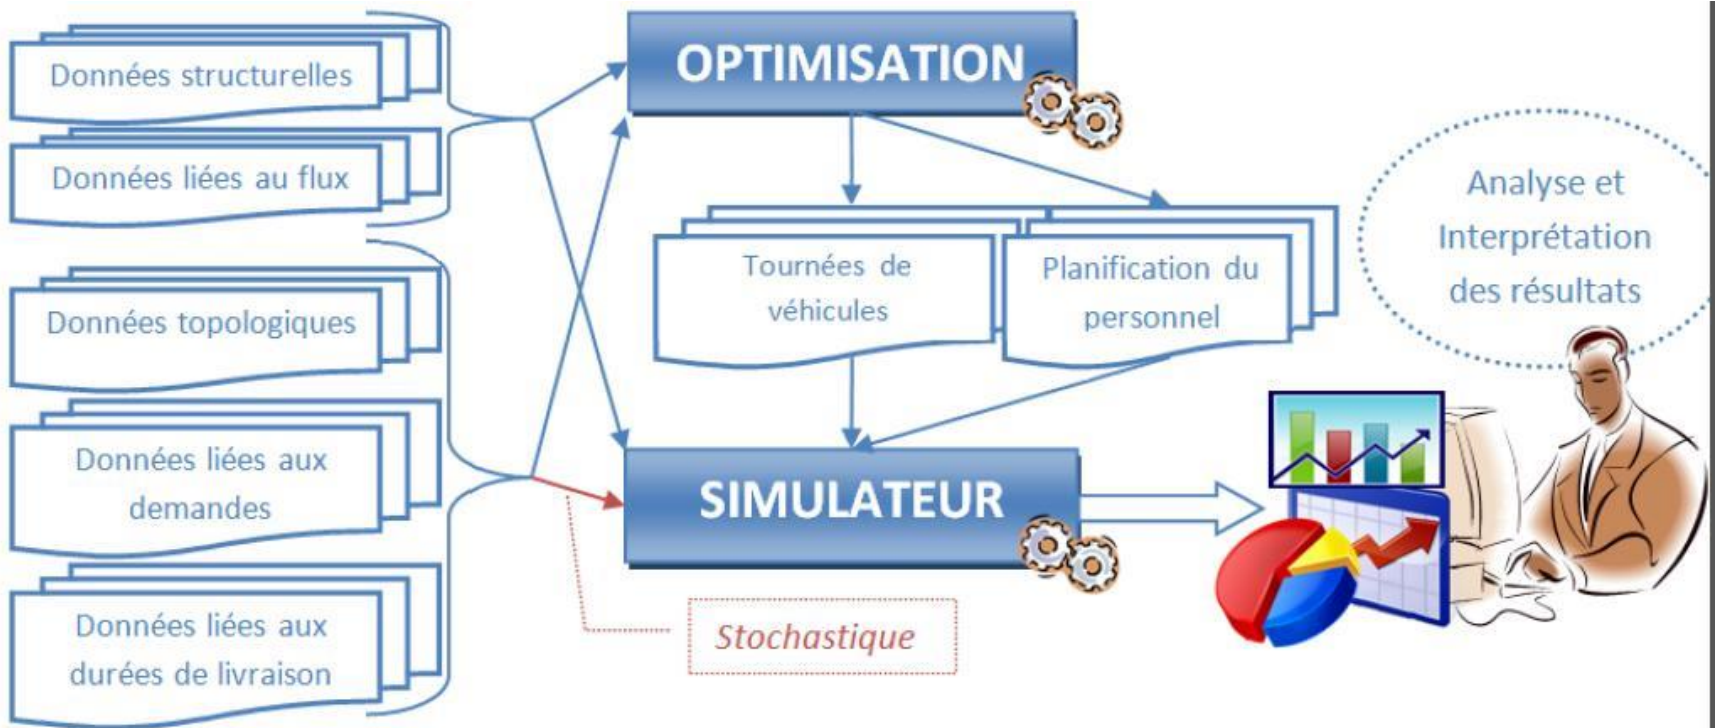 Données structurelles
Données liées au flux
Données topologiques
Données liées aux
demandes
Données liées aux
durées de livraison
OPTIMISATION
Tournées de
véhicules
Planification du
personnel
SIMULATEUR
Stochastique
Analyse et
Interprétation
des résultats